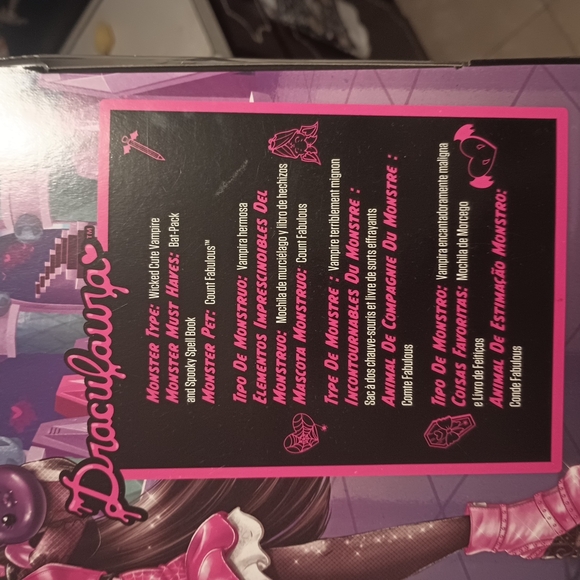 Draculaura™
MONSTER TYPE: Wicked Cute Vampire
MONSTER MUST HAVES: Bat-Pack
and Spooky Spell Book
MONSTER PET: Count Fabulous™
TIPO DE MONSTRUO: Vampira hermosa
ELEMENTOS IMPRESCINDIBLES DEL
MONSTRUO: Mochila de murciélago y libro de hechizos
MASCOTA MONSTRUO: Count Fabulous
TYPE DE MONSTRE : Vampire terriblement mignon
INCONTOURNABLES DU MONSTRE :
Sac à dos chauve-souris et livre de sorts effrayants
ANIMAL DE COMPAGNIE DU MONSTRE :
Comte Fabulous
TIPO DE MONSTRO: Vampira encantadoramente maligna
COISAS FAVORITAS: Mochila de Morcego
e Livro de Feitiços
ANIMAL DE ESTIMAÇÃO MONSTRO:
Conde Fabulous